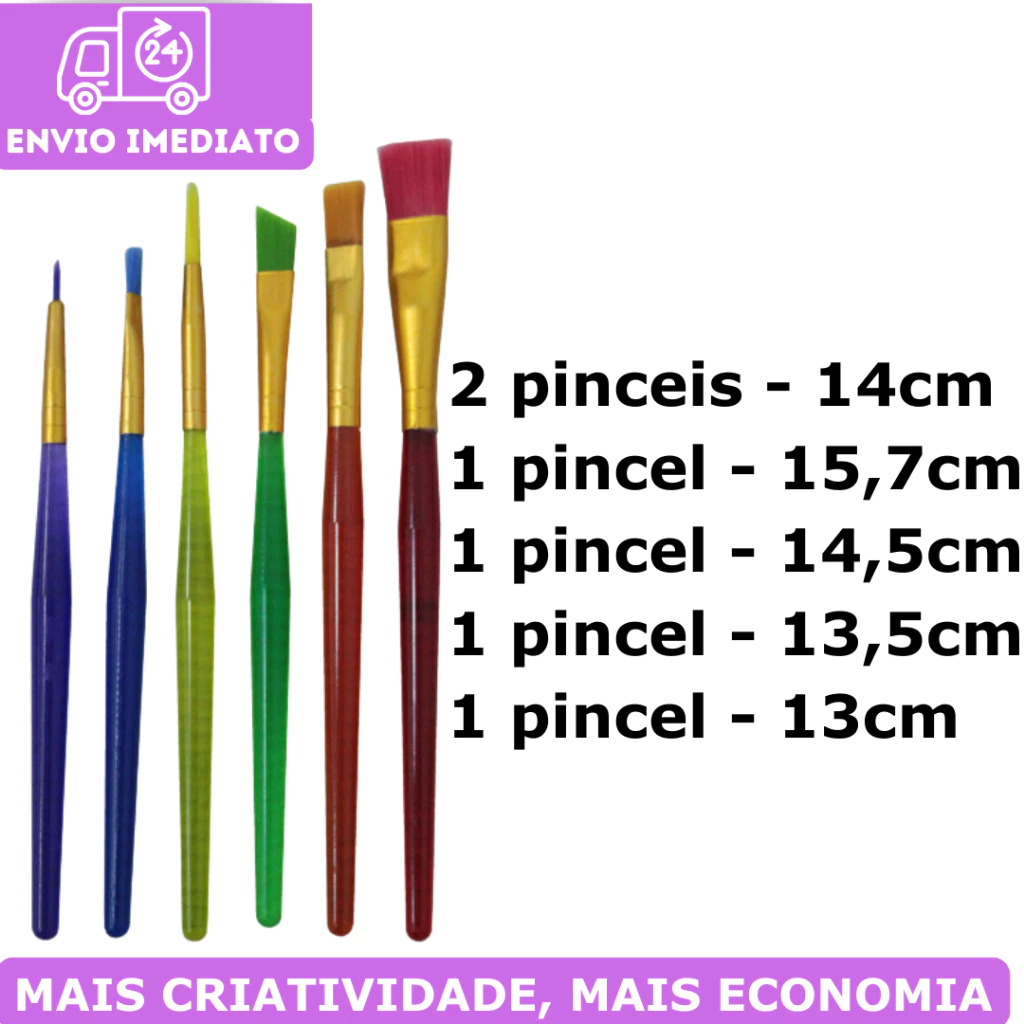 24
ENVIO IMEDIATO
2 pinceis - 14cm
1 pincel - 15,7cm
1 pincel - 14,5cm
1 pincel - 13,5cm
1 pincel - 13cm
MAIS CRIATIVIDADE, MAIS ECONOMIA